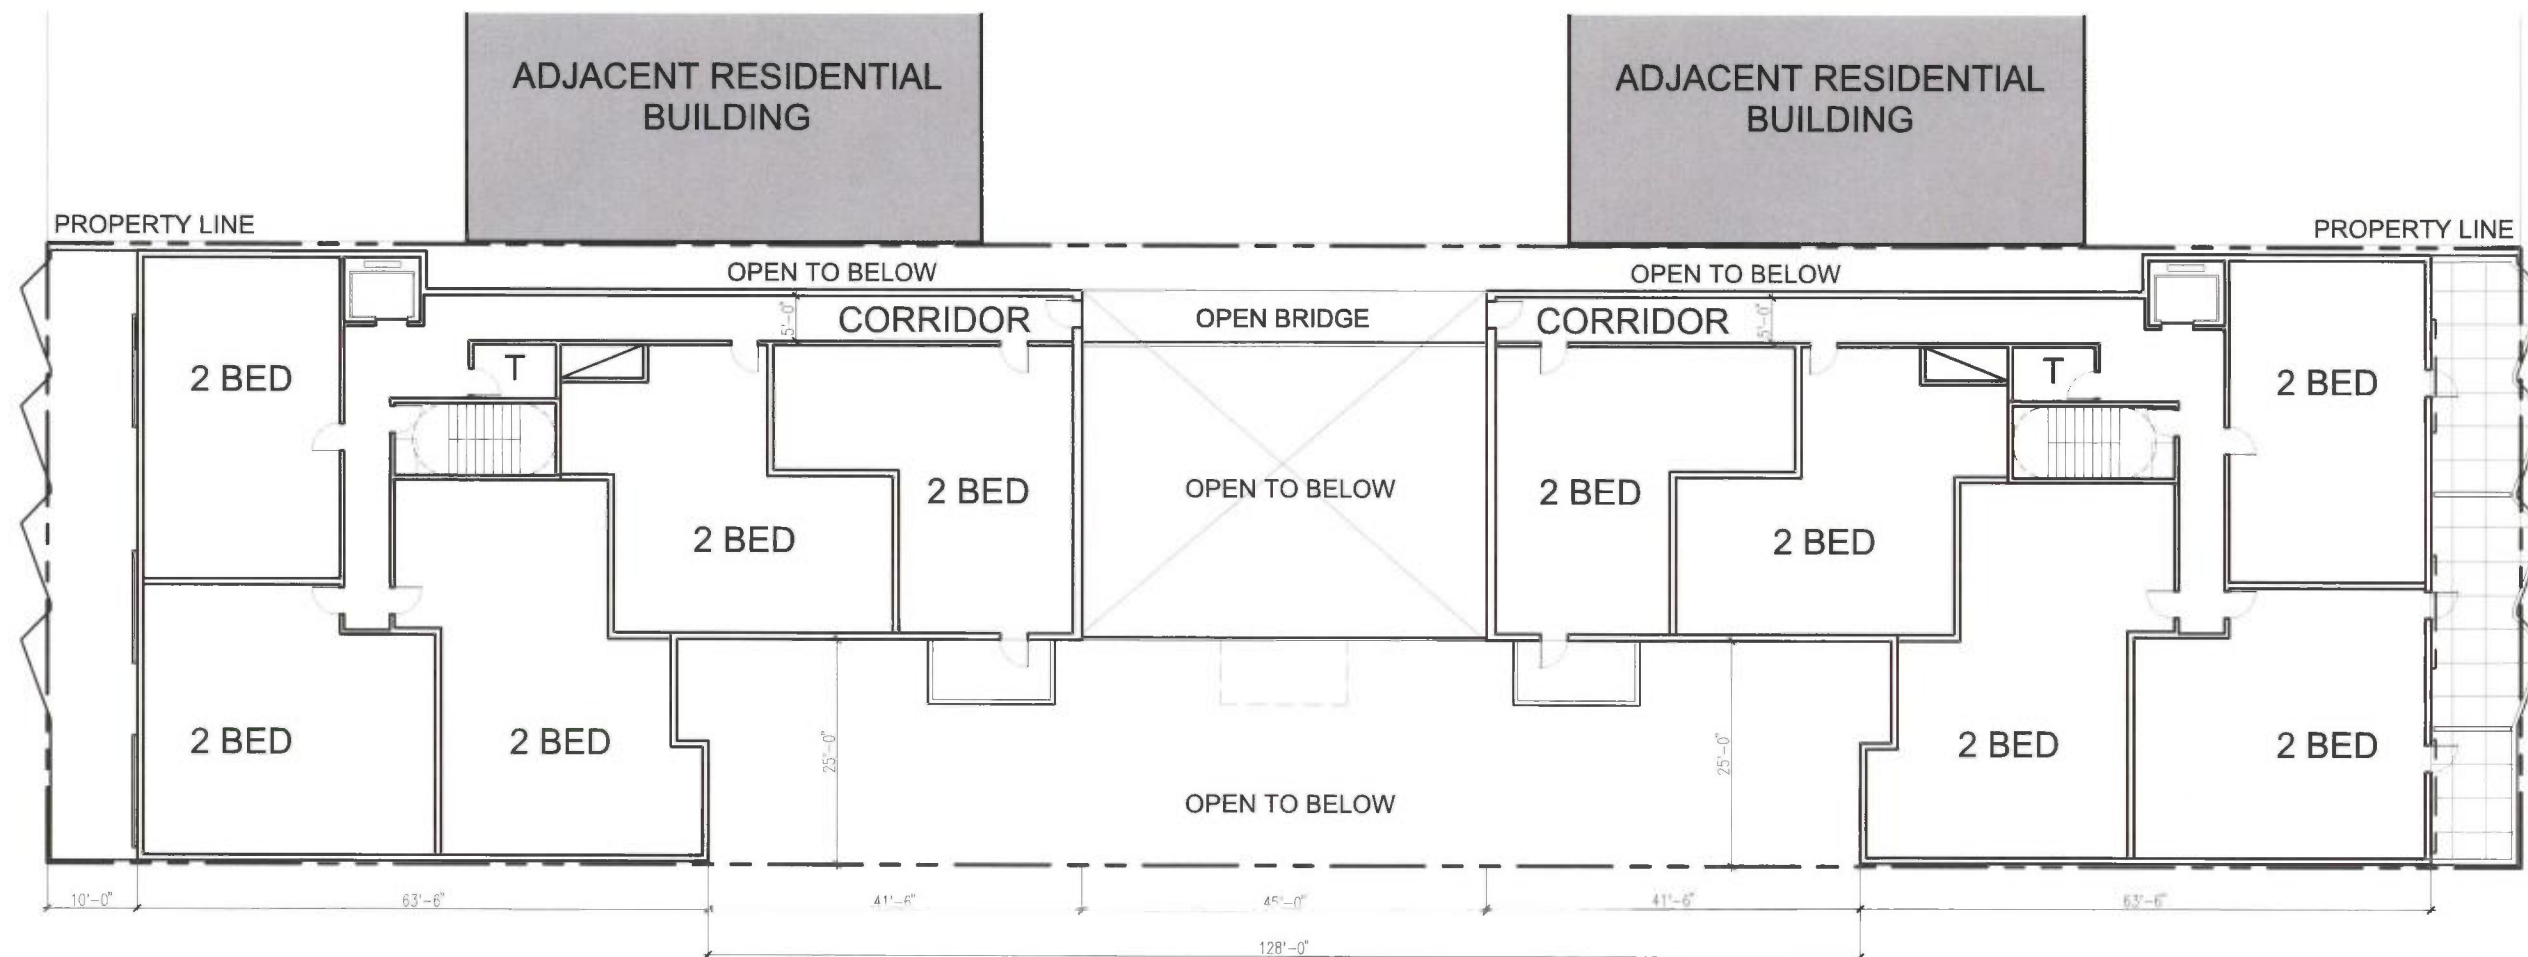 ADJACENT RESIDENTIAL
BUILDING
ADJACENT RESIDENTIAL
BUILDING
PROPERTY LINE
PROPERTY LINE
OPEN TO BELOW
OPEN TO BELOW
5'-0"
CORRIDOR
OPEN BRIDGE
CORRIDOR
5'-0"
2 BED
T
T
2 BED
2 BED
2 BED
OPEN TO BELOW
2 BED
2 BED
2 BED
2 BED
25'-0"
25'-0"
2 BED
2 BED
OPEN TO BELOW
10'-0"
63'-6"
41'-6"
45'-0"
41'-6"
63'-6"
128'-0"